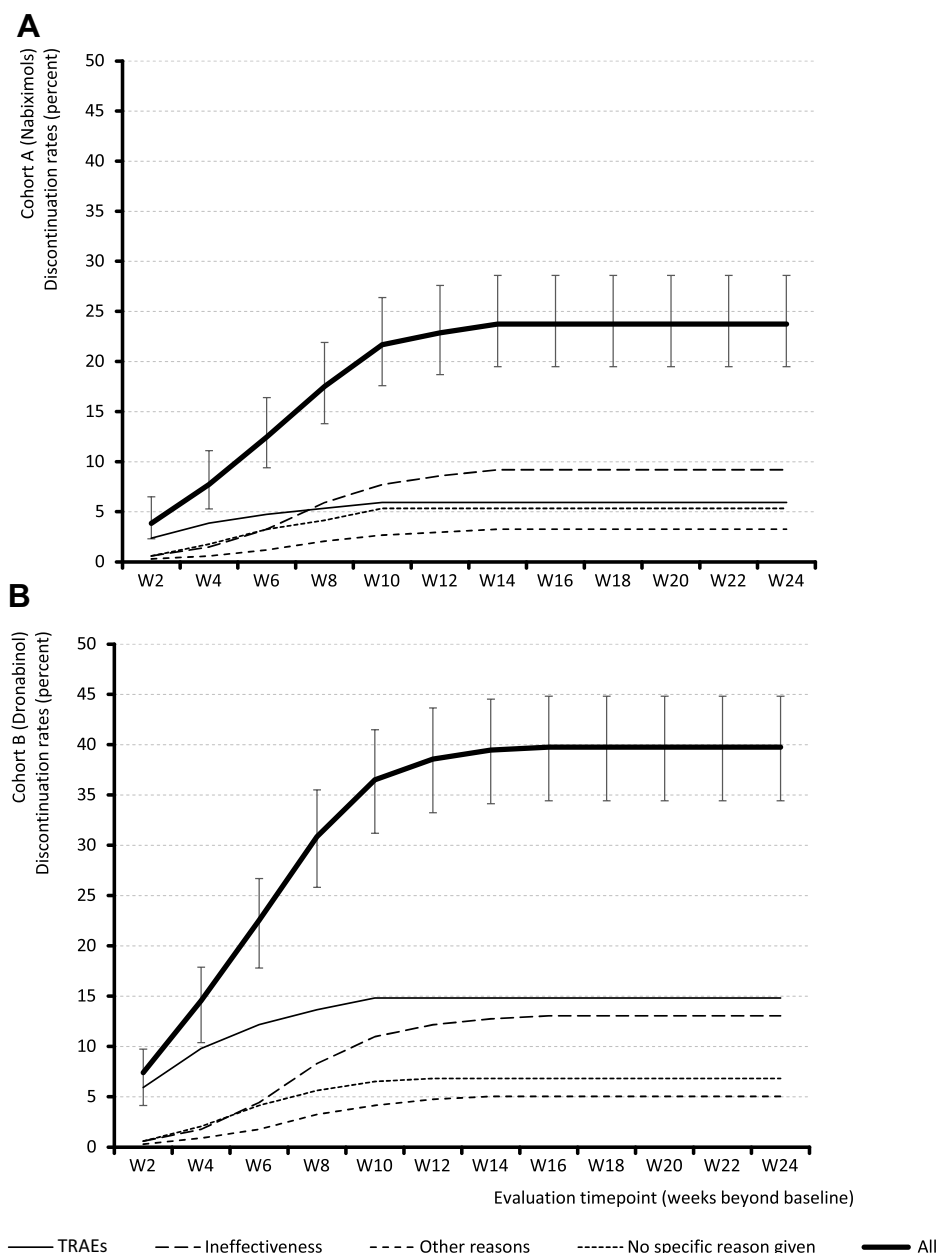 A
Cohort A (Nabiximols)
Discontinuation rates (percent)
50
45
40
35
30
25
20
15
10
5
0
W2 W4 W6 W8 W10 W12 W14 W16 W18 W20 W22 W24
B
Cohort B (Dronabinol)
Discontinuation rates (percent)
50
45
40
35
30
25
20
15
10
5
0
W2 W4 W6 W8 W10 W12 W14 W16 W18 W20 W22 W24
Evaluation timepoint (weeks beyond baseline)
TRAEs Ineffectiveness Other reasons No specific reason given All